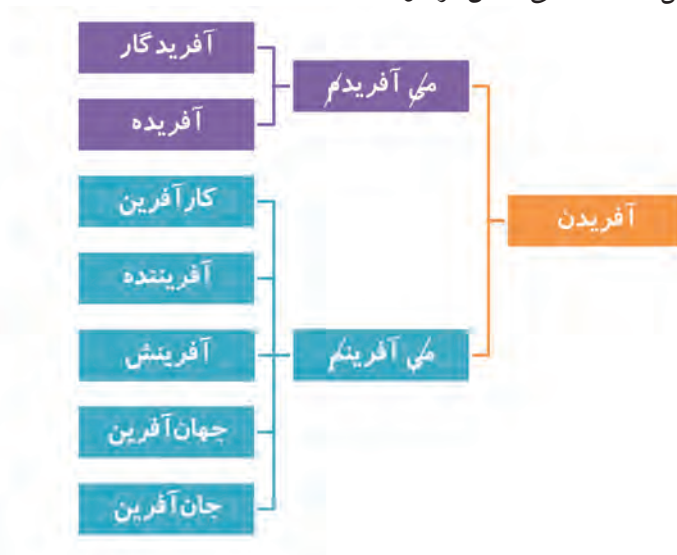 آفریدن
می آفریدم
آفریدگار
آفریده
می آفرینم
کارآفرین
آفریننده
آفرینش
جهان‌آفرین
جان‌آفرین